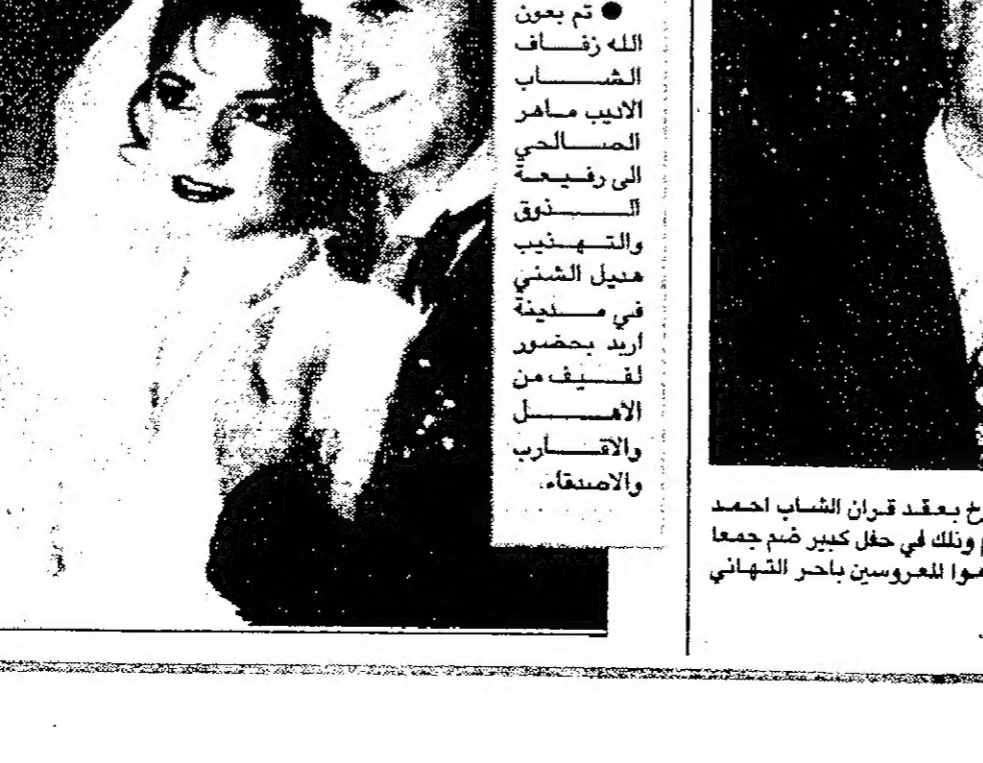 ● تم بعون
الله زفاف
الشاب
الاديب ماهر
المصالحي
الى رفيعة
الذوق
والتهذيب
هديل الشني
في مدينة
اربد بحضور
لفيف من
الأهل
والاقارب
والاصدقاء.
بعقد قران الشاب احمد
وذلك في حفل كبير ضم جمعا
للعروسين باحر التهاني